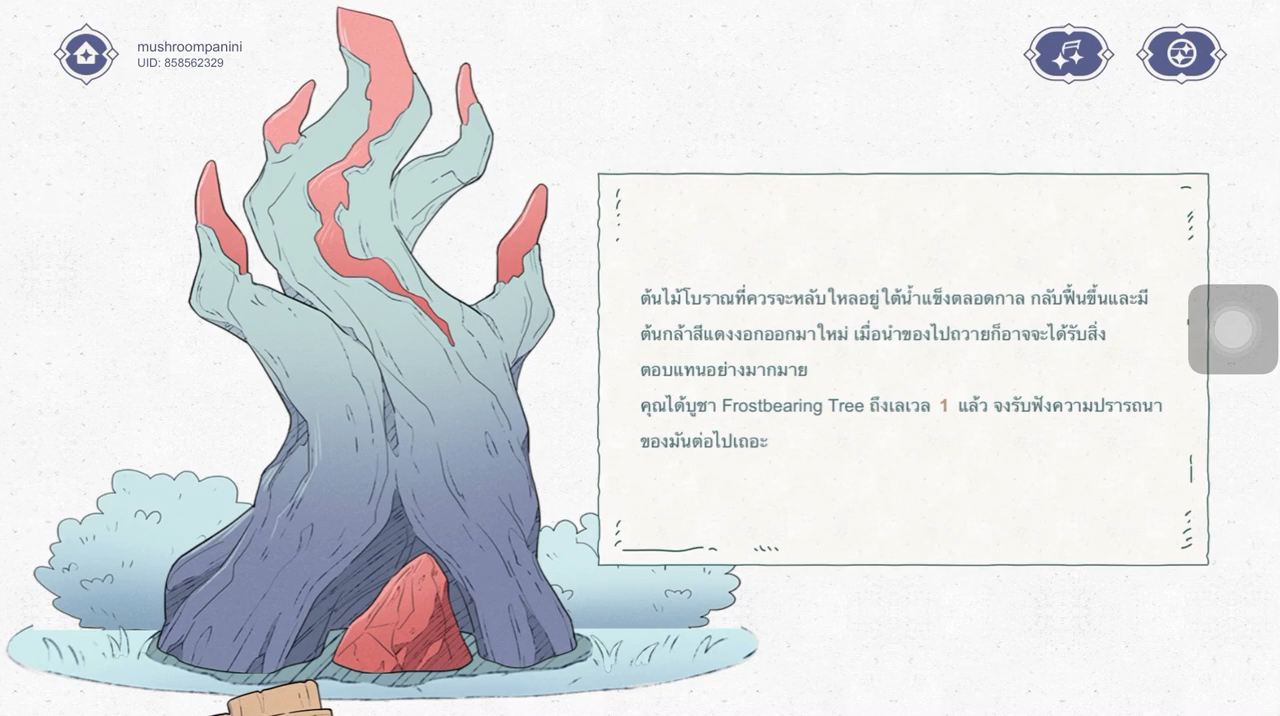 mushroompanini
UID: 858562329
ต้นไม้โบราณที่ควรจะหลับใหลอยู่ใต้น้ำแข็งตลอดกาล กลับฟื้นขึ้นและมี
ต้นกล้าสีแดงงอกออกมาใหม่ เมื่อนำของไปถวายก็อาจจะได้รับสิ่ง
ตอบแทนอย่างมากมาย
คุณได้บูชา Frostbearing Tree ถึงเลเวล 1 แล้ว จงรับฟังความปรารถนา
ของมันต่อไปเถอะ